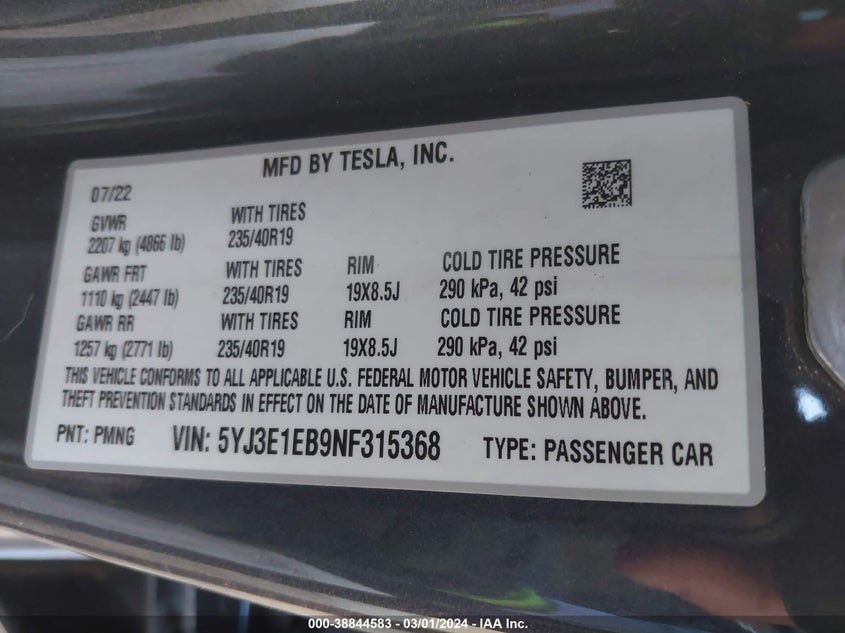 MFD BY TESLA, INC.
07/22
GVWR WITH TIRES
2207 kg (4866 lb) 235/40R19
GAWR FRT WITH TIRES RIM COLD TIRE PRESSURE
1110 kg (2447 lb) 235/40R19 19X8.5J 290 kPa, 42 psi
GAWR RR WITH TIRES RIM COLD TIRE PRESSURE
1257 kg (2771 lb) 235/40R19 19X8.5J 290 kPa, 42 psi
THIS VEHICLE CONFORMS TO ALL APPLICABLE U.S. FEDERAL MOTOR VEHICLE SAFETY, BUMPER, AND
THEFT PREVENTION STANDARDS IN EFFECT ON THE DATE OF MANUFACTURE SHOWN ABOVE.
PNT: PMNG VIN: 5YJ3E1EB9NF315368 TYPE: PASSENGER CAR
000-38844583 - 03/01/2024 - IAA Inc.